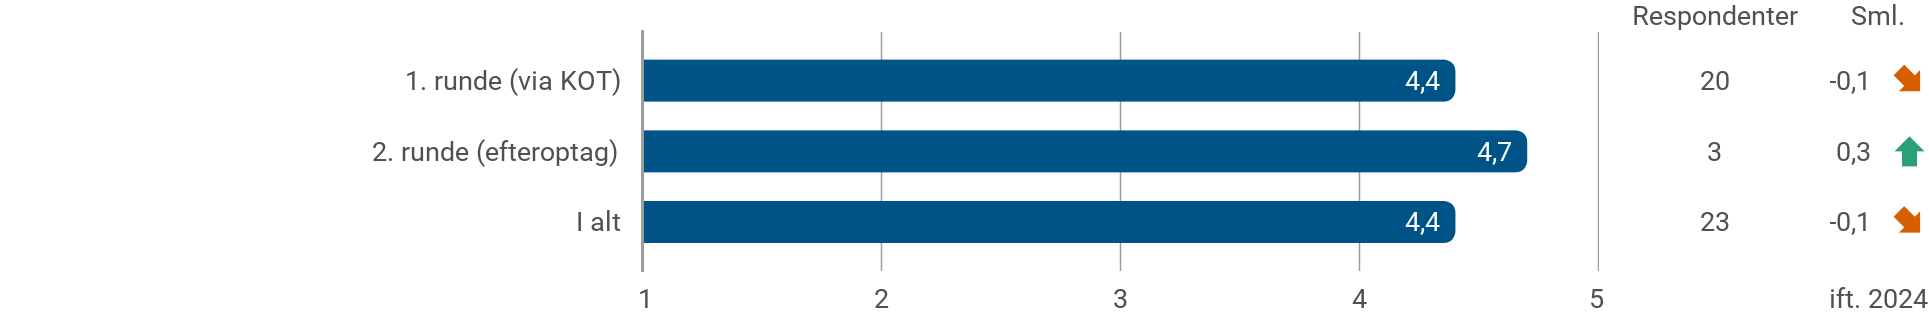 Respondenter Sml.
1. runde (via KOT) 4,4 20 -0,1
2. runde (efteroptag) 4,7 3 0,3
I alt 4,4 23 -0,1
1 2 3 4 5 ift. 2024